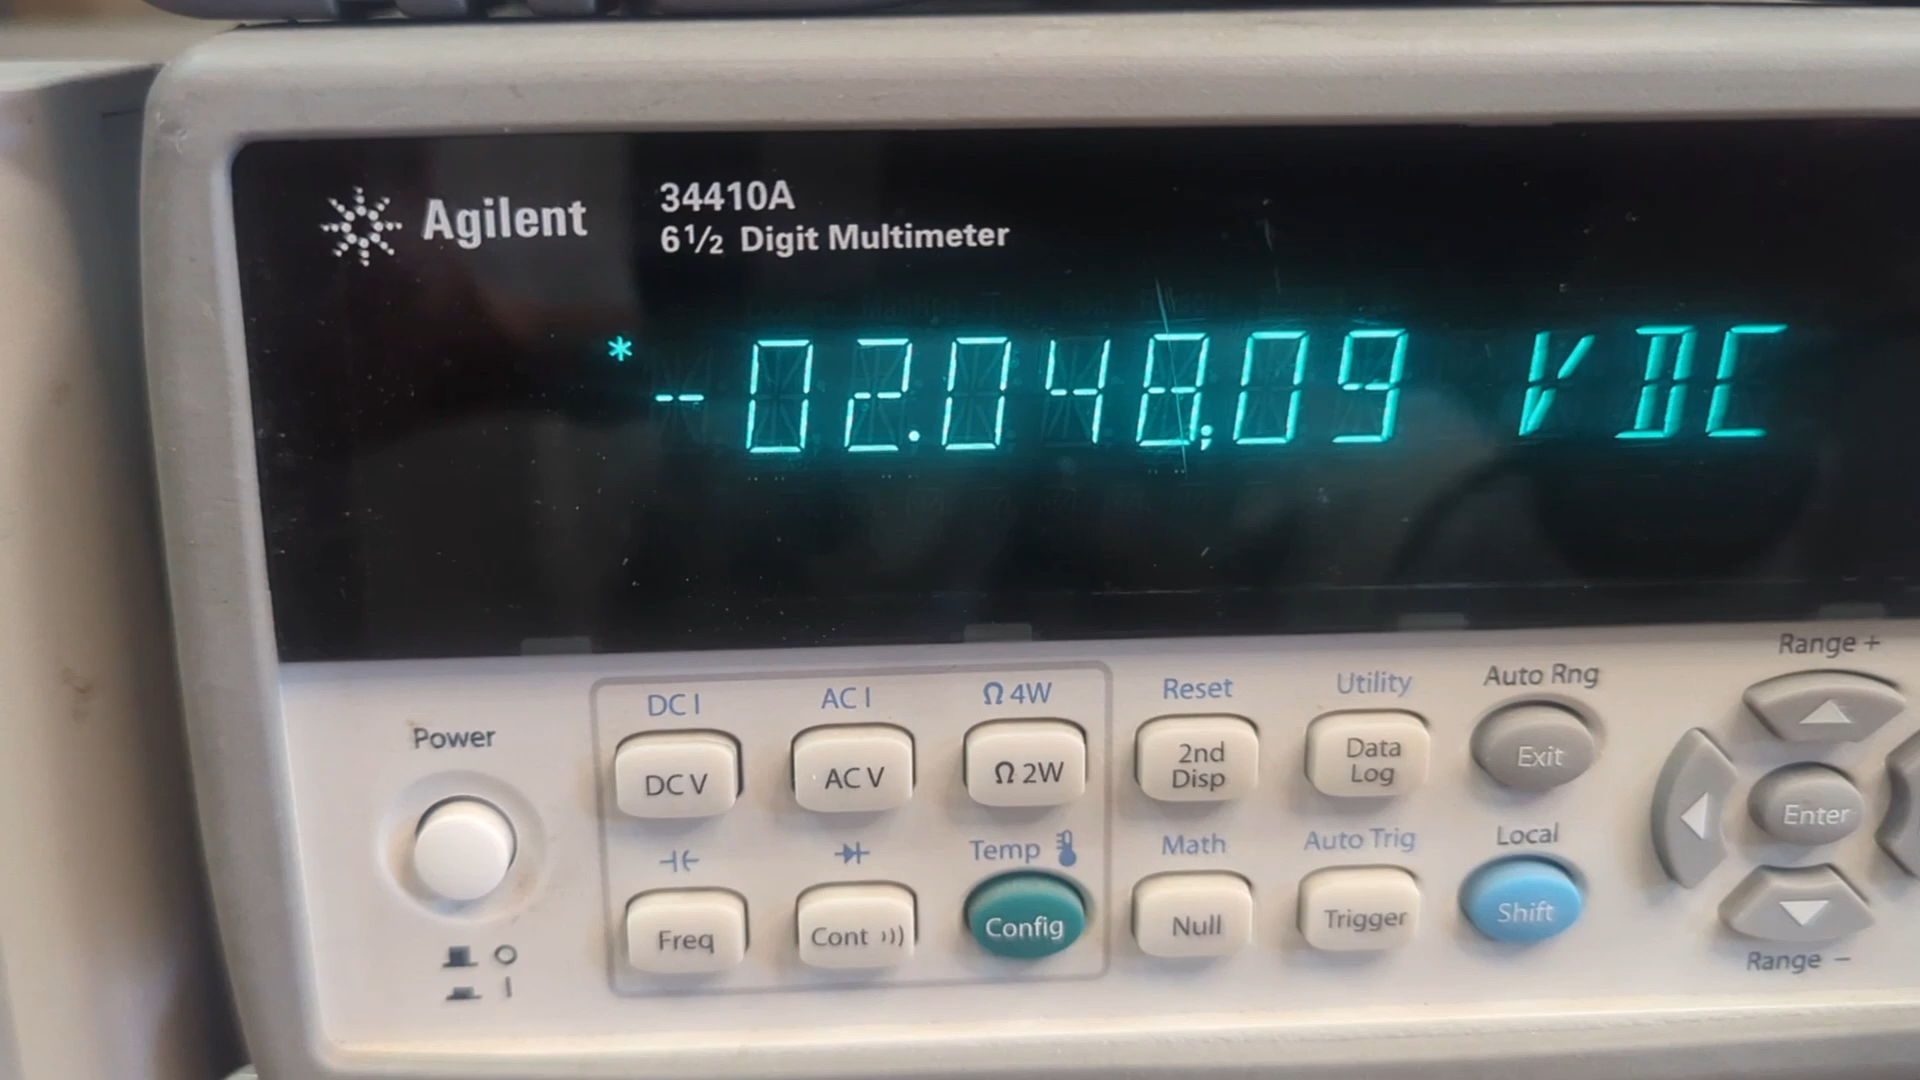 Agilent
34410A
6½ Digit Multimeter
*-02.048,09 V DC
Power
DC I
AC I
Ω 4W
Reset
Utility
Auto Rng
Range +
DC V
AC V
Ω 2W
2nd
Disp
Data
Log
Exit
Enter
Temp
Math
Auto Trig
Local
Freq
Cont
Config
Null
Trigger
Shift
Range −